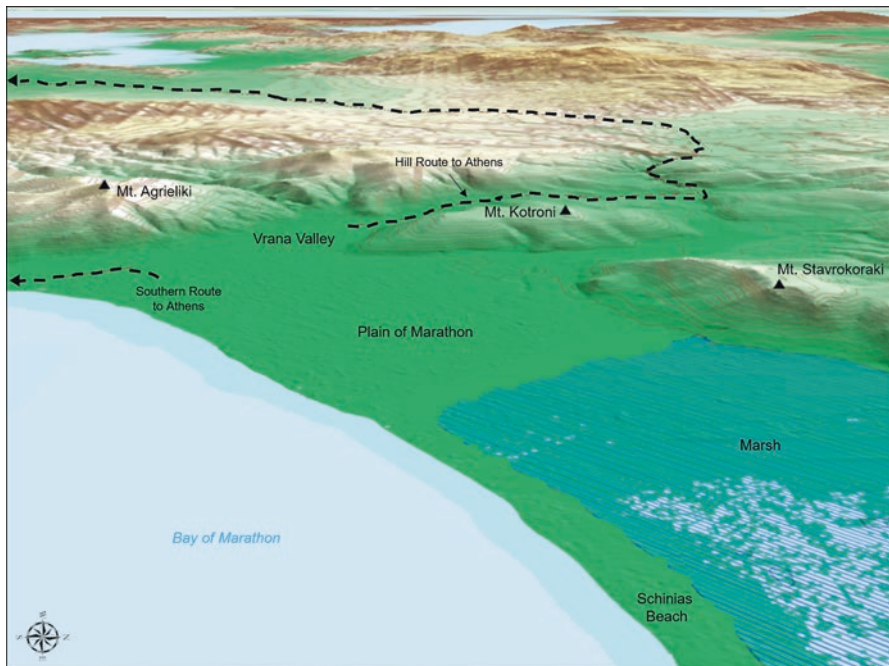 Hill Route to Athens
Mt. Agrieliki
Mt. Kotroni
Vrana Valley
Mt. Stavrokoraki
Southern Route
to Athens
Plain of Marathon
Marsh
Bay of Marathon
Schinias
Beach